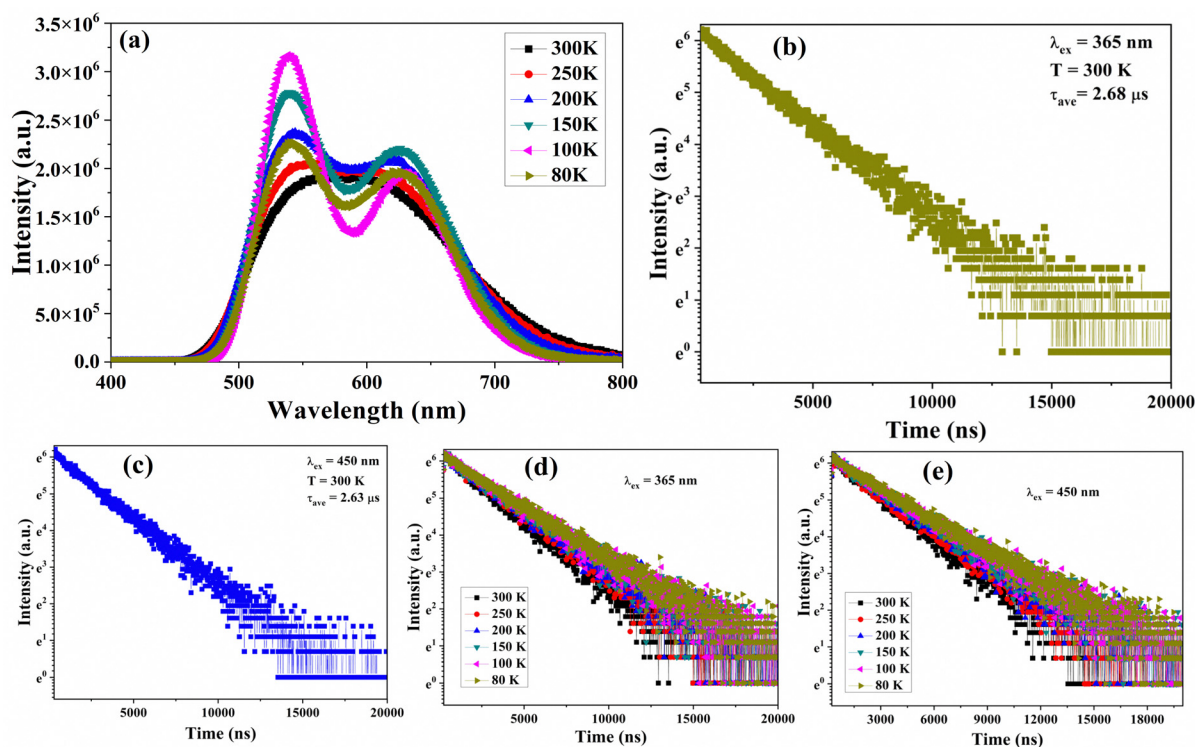 (a)
Intensity (a.u.)
3.5×10⁶
3.0×10⁶
2.5×10⁶
2.0×10⁶
1.5×10⁶
1.0×10⁶
5.0×10⁵
0.0
300K
250K
200K
150K
100K
80K
400 500 600 700 800
Wavelength (nm)
(b)
Intensity (a.u.)
e⁶
e⁵
e⁴
e³
e²
e¹
e⁰
λex = 365 nm
T = 300 K
τave= 2.68 μs
5000 10000 15000 20000
Time (ns)
(c)
Intensity (a.u.)
e⁶
e⁵
e⁴
e³
e²
e¹
e⁰
λex = 450 nm
T = 300 K
τave = 2.63 μs
5000 10000 15000 20000
Time (ns)
(d)
Intensity (a.u.)
e⁶
e⁵
e⁴
e³
e²
e¹
e⁰
λex = 365 nm
300 K
250 K
200 K
150 K
100 K
80 K
5000 10000 15000 20000
Time (ns)
(e)
Intensity (a.u.)
e⁶
e⁵
e⁴
e³
e²
e¹
e⁰
λex = 450 nm
300 K
250 K
200 K
150 K
100 K
80 K
3000 6000 9000 12000 15000 18000
Time (ns)